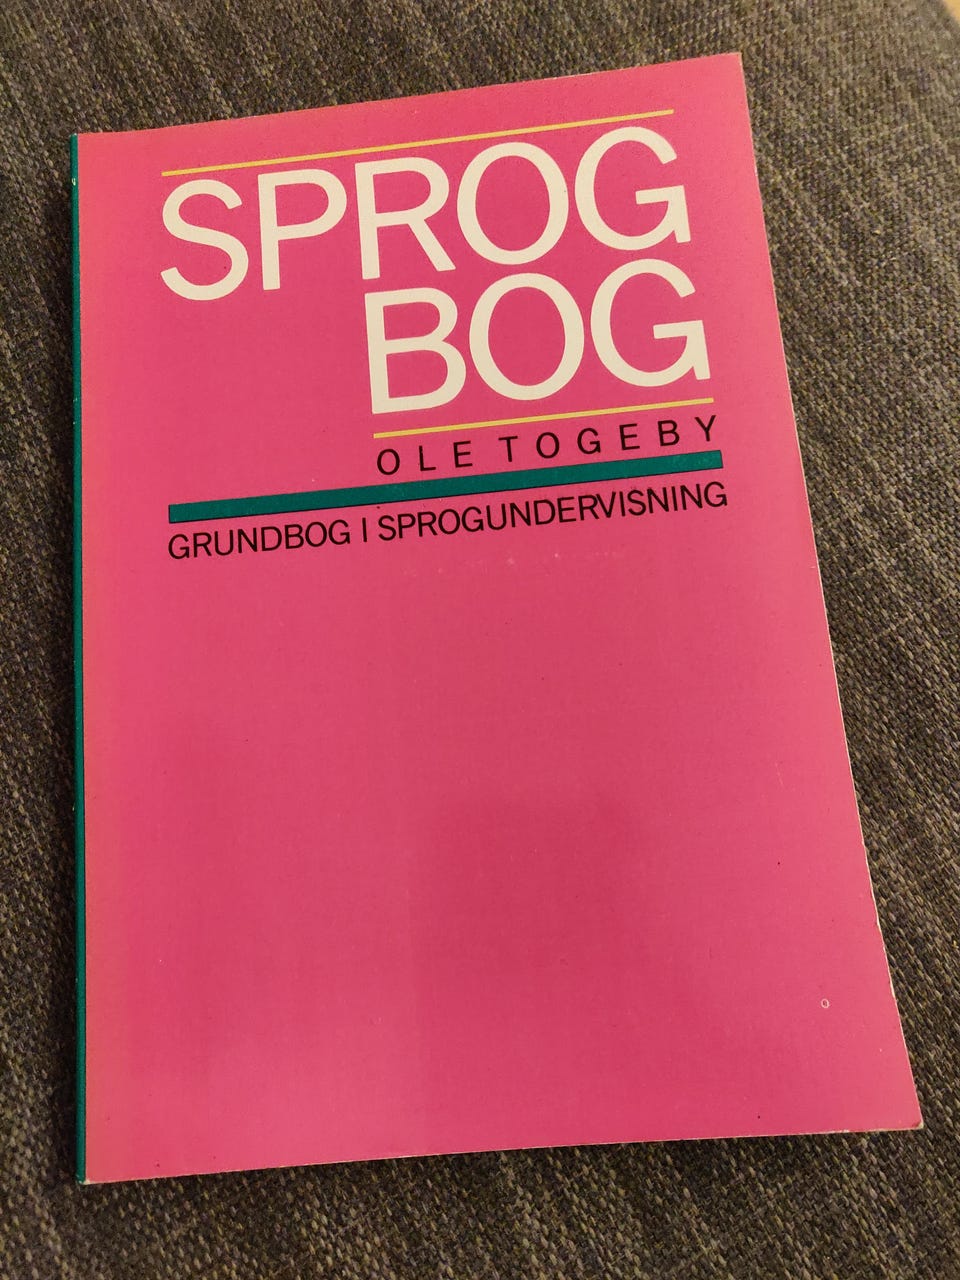 SPROG
BOG
OLE TOGEBY
GRUNDBOG I SPROGUNDERVISNING